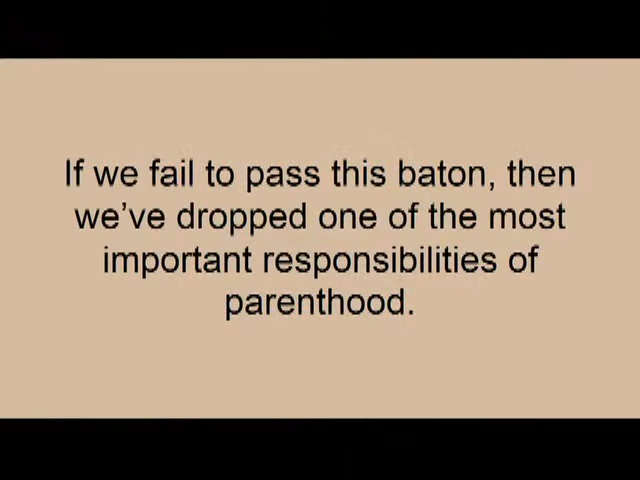 If we fail to pass this baton, then
we’ve dropped one of the most
important responsibilities of
parenthood.